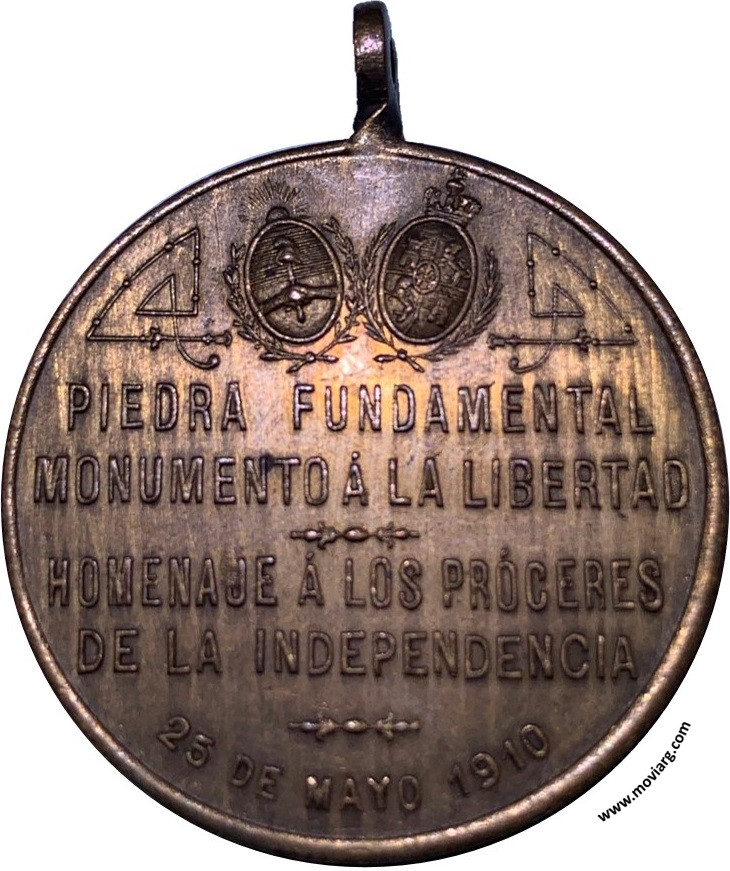 PIEDRA FUNDAMENTAL
MONUMENTO Á LA LIBERTAD
HOMENAJE Á LOS PRÓCERES
DE LA INDEPENDENCIA
25 DE MAYO 1910
www.moviarg.com